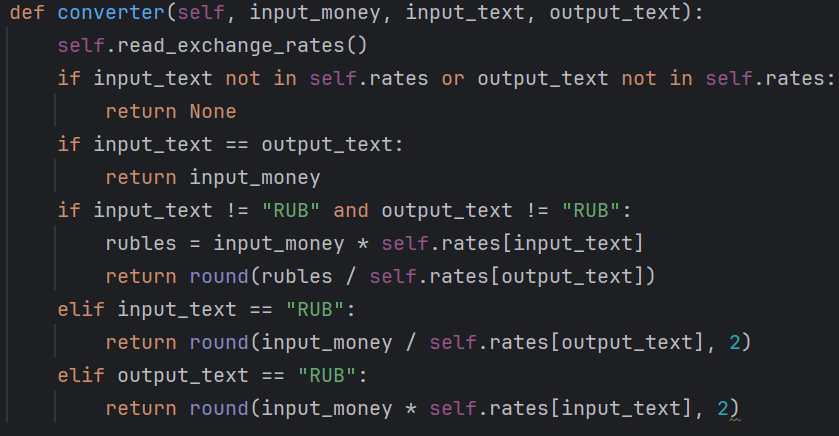 def converter(self, input_money, input_text, output_text):
    self.read_exchange_rates()
    if input_text not in self.rates or output_text not in self.rates:
        return None
    if input_text == output_text:
        return input_money
    if input_text != "RUB" and output_text != "RUB":
        rubles = input_money * self.rates[input_text]
        return round(rubles / self.rates[output_text])
    elif input_text == "RUB":
        return round(input_money / self.rates[output_text], 2)
    elif output_text == "RUB":
        return round(input_money * self.rates[input_text], 2)